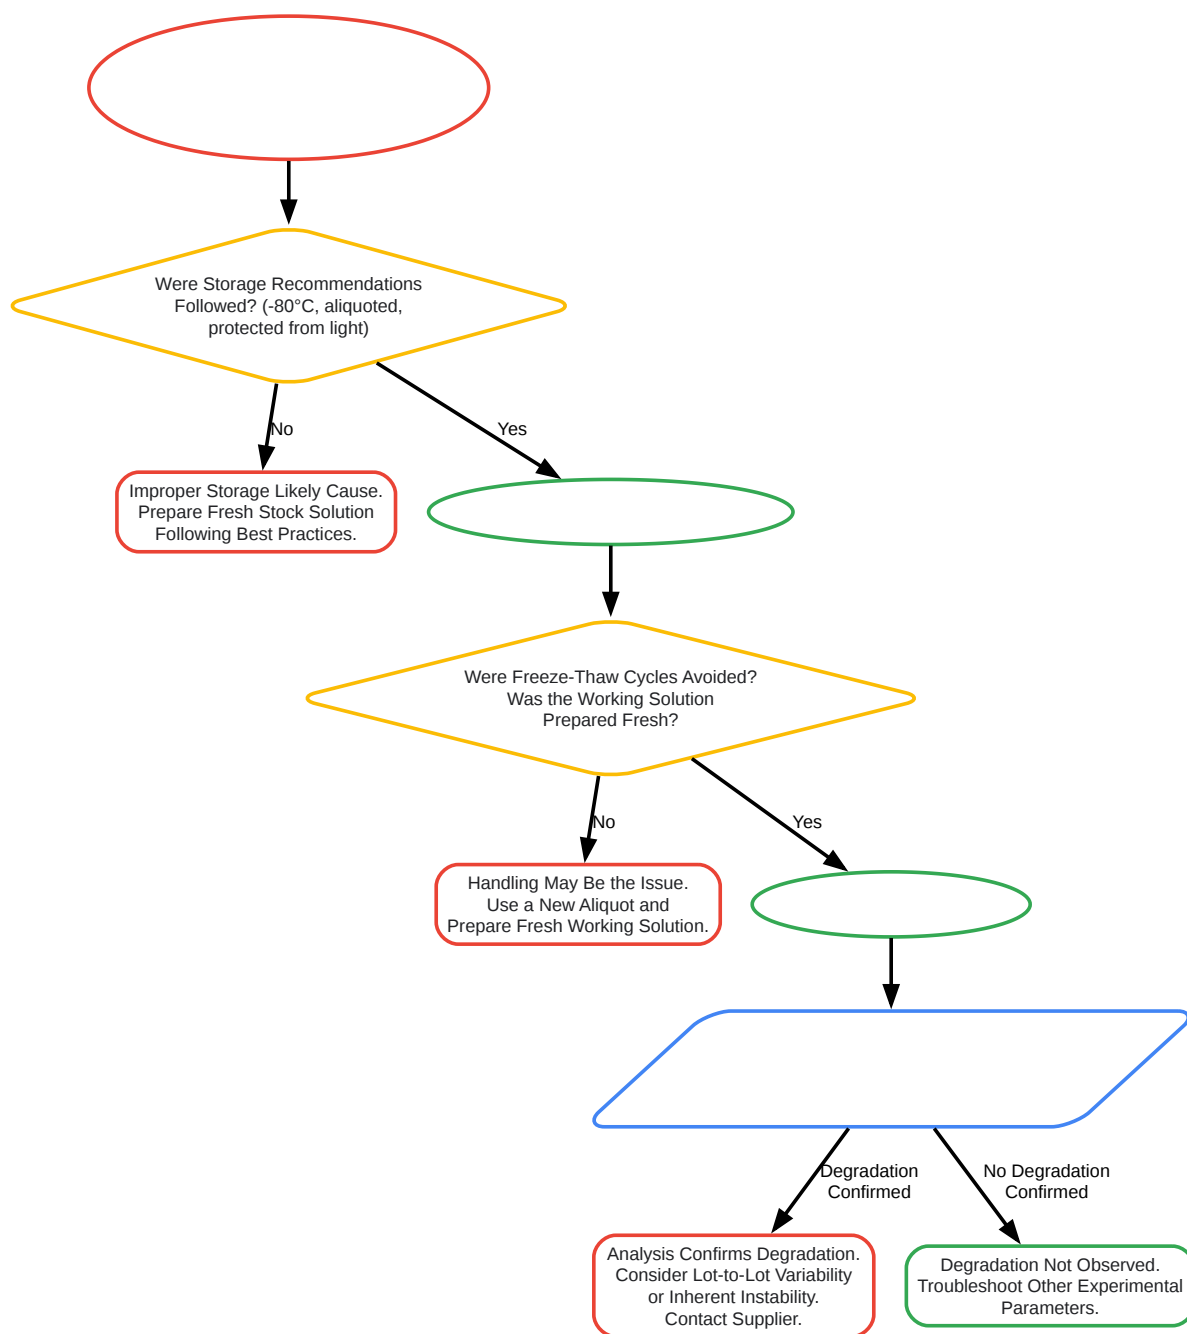 Were Storage Recommendations
Followed? (-80°C, aliquoted,
protected from light)
No
Yes
Improper Storage Likely Cause.
Prepare Fresh Stock Solution
Following Best Practices.
Were Freeze-Thaw Cycles Avoided?
Was the Working Solution
Prepared Fresh?
No
Yes
Handling May Be the Issue.
Use a New Aliquot and
Prepare Fresh Working Solution.
Degradation
Confirmed
No Degradation
Confirmed
Analysis Confirms Degradation.
Consider Lot-to-Lot Variability
or Inherent Instability.
Contact Supplier.
Degradation Not Observed.
Troubleshoot Other Experimental
Parameters.